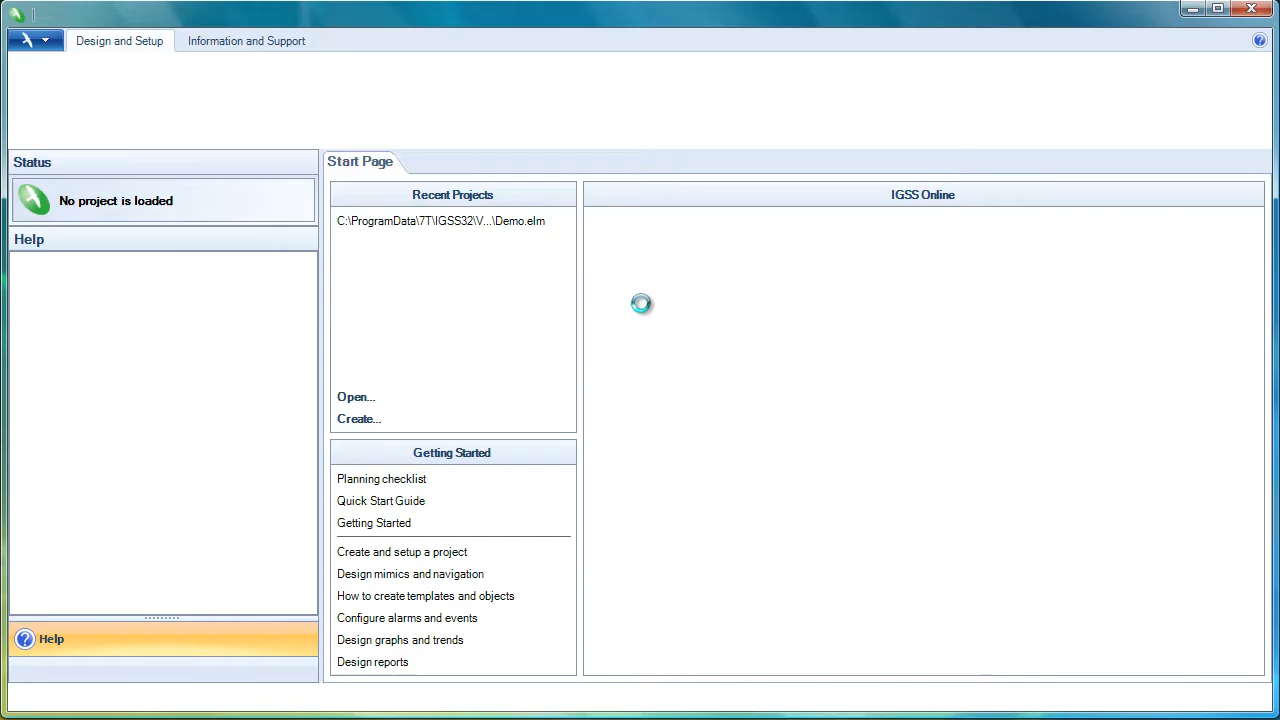 Design and Setup
Information and Support
Status
No project is loaded
Help
Help
Start Page
Recent Projects
C:\ProgramData\7T\IGSS32\V...\Demo.elm
Open...
Create...
Getting Started
Planning checklist
Quick Start Guide
Getting Started
Create and setup a project
Design mimics and navigation
How to create templates and objects
Configure alarms and events
Design graphs and trends
Design reports
IGSS Online